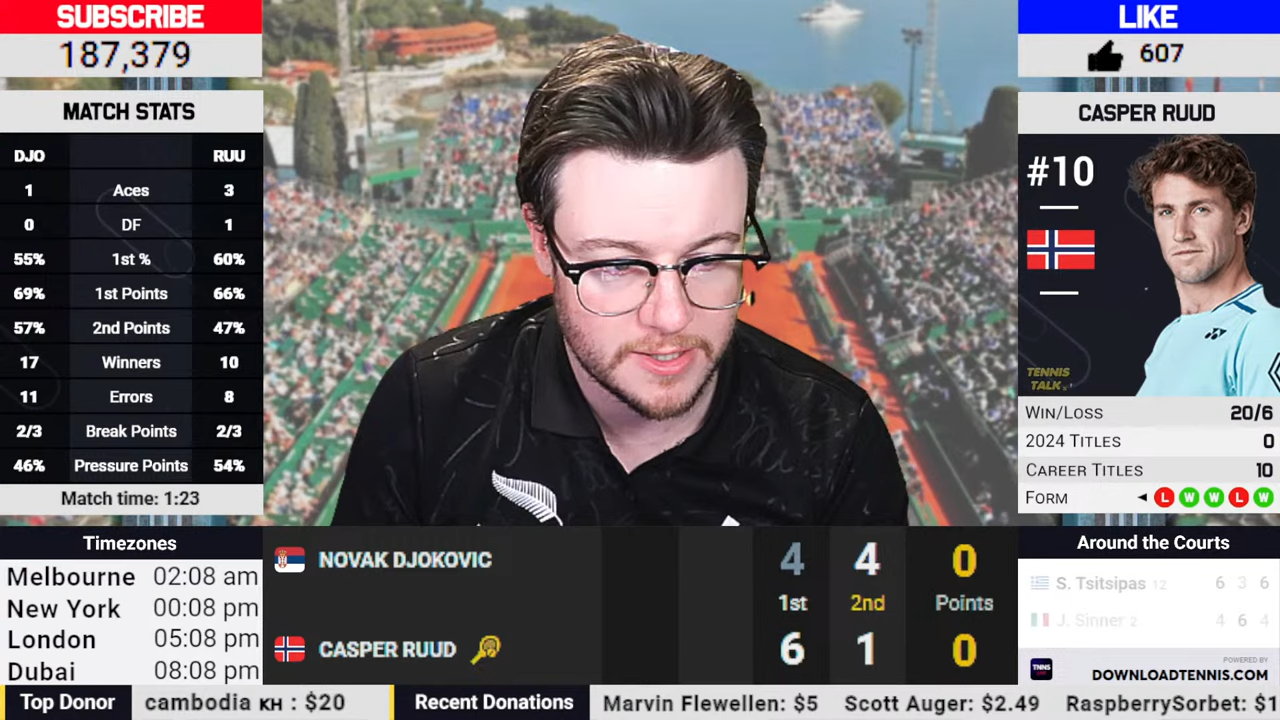 SUBSCRIBE
187,379
MATCH STATS
DJO RUU
1 Aces 3
0 DF 1
55% 1st % 60%
69% 1st Points 66%
57% 2nd Points 47%
17 Winners 10
11 Errors 8
2/3 Break Points 2/3
46% Pressure Points 54%
Match time: 1:23
Timezones
Melbourne 02:08 am
New York 00:08 pm
London 05:08 pm
Dubai 08:08 pm
NOVAK DJOKOVIC 4 4 0
1st 2nd Points
CASPER RUUD 6 1 0
LIKE
607
CASPER RUUD
#10
TENNIS
TALK
WIN/LOSS 20/6
2024 TITLES 0
CAREER TITLES 10
FORM L W W L W
Around the Courts
S. Tsitsipas 12 6 3 6
J. Sinner 2 4 6 4
TNNS
POWERED BY
DOWNLOADTENNIS.COM
Top Donor cambodia KH : $20 Recent Donations Marvin Flewellen: $5 Scott Auger: $2.49 RaspberrySorbet: $1